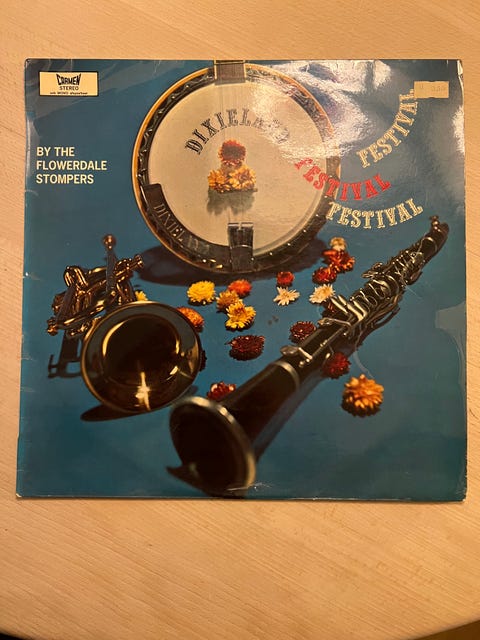 CARMEN
STEREO
BY THE
FLOWERDALE
STOMPERS
DIXIELAND
FESTIVAL
FESTIVAL
FESTIVAL